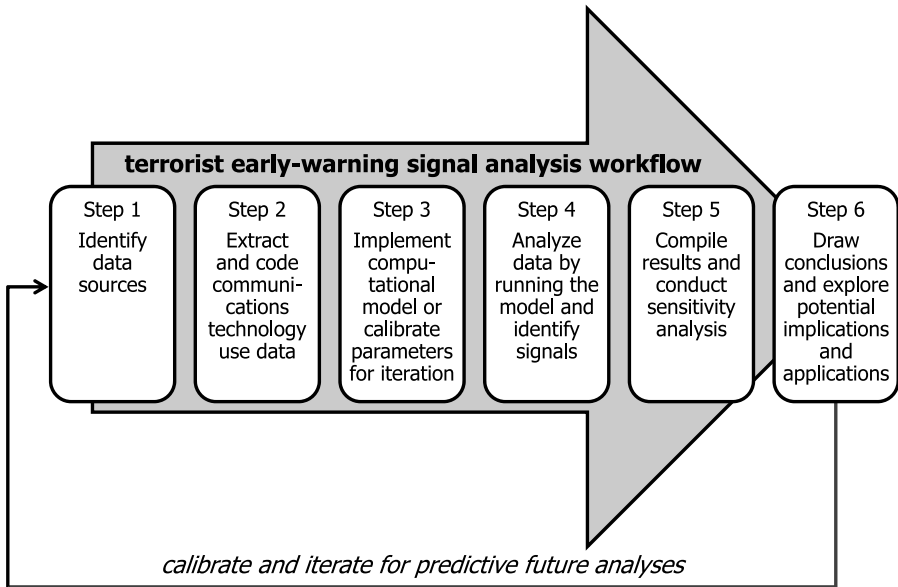 terrorist early-warning signal analysis workflow
Step 1
Identify
data
sources
Step 2
Extract
and code
communi-
cations
technology
use data
Step 3
Implement
compu-
tational
model or
calibrate
parameters
for iteration
Step 4
Analyze
data by
running the
model and
identify
signals
Step 5
Compile
results and
conduct
sensitivity
analysis
Step 6
Draw
conclusions
and explore
potential
implications
and
applications
calibrate and iterate for predictive future analyses